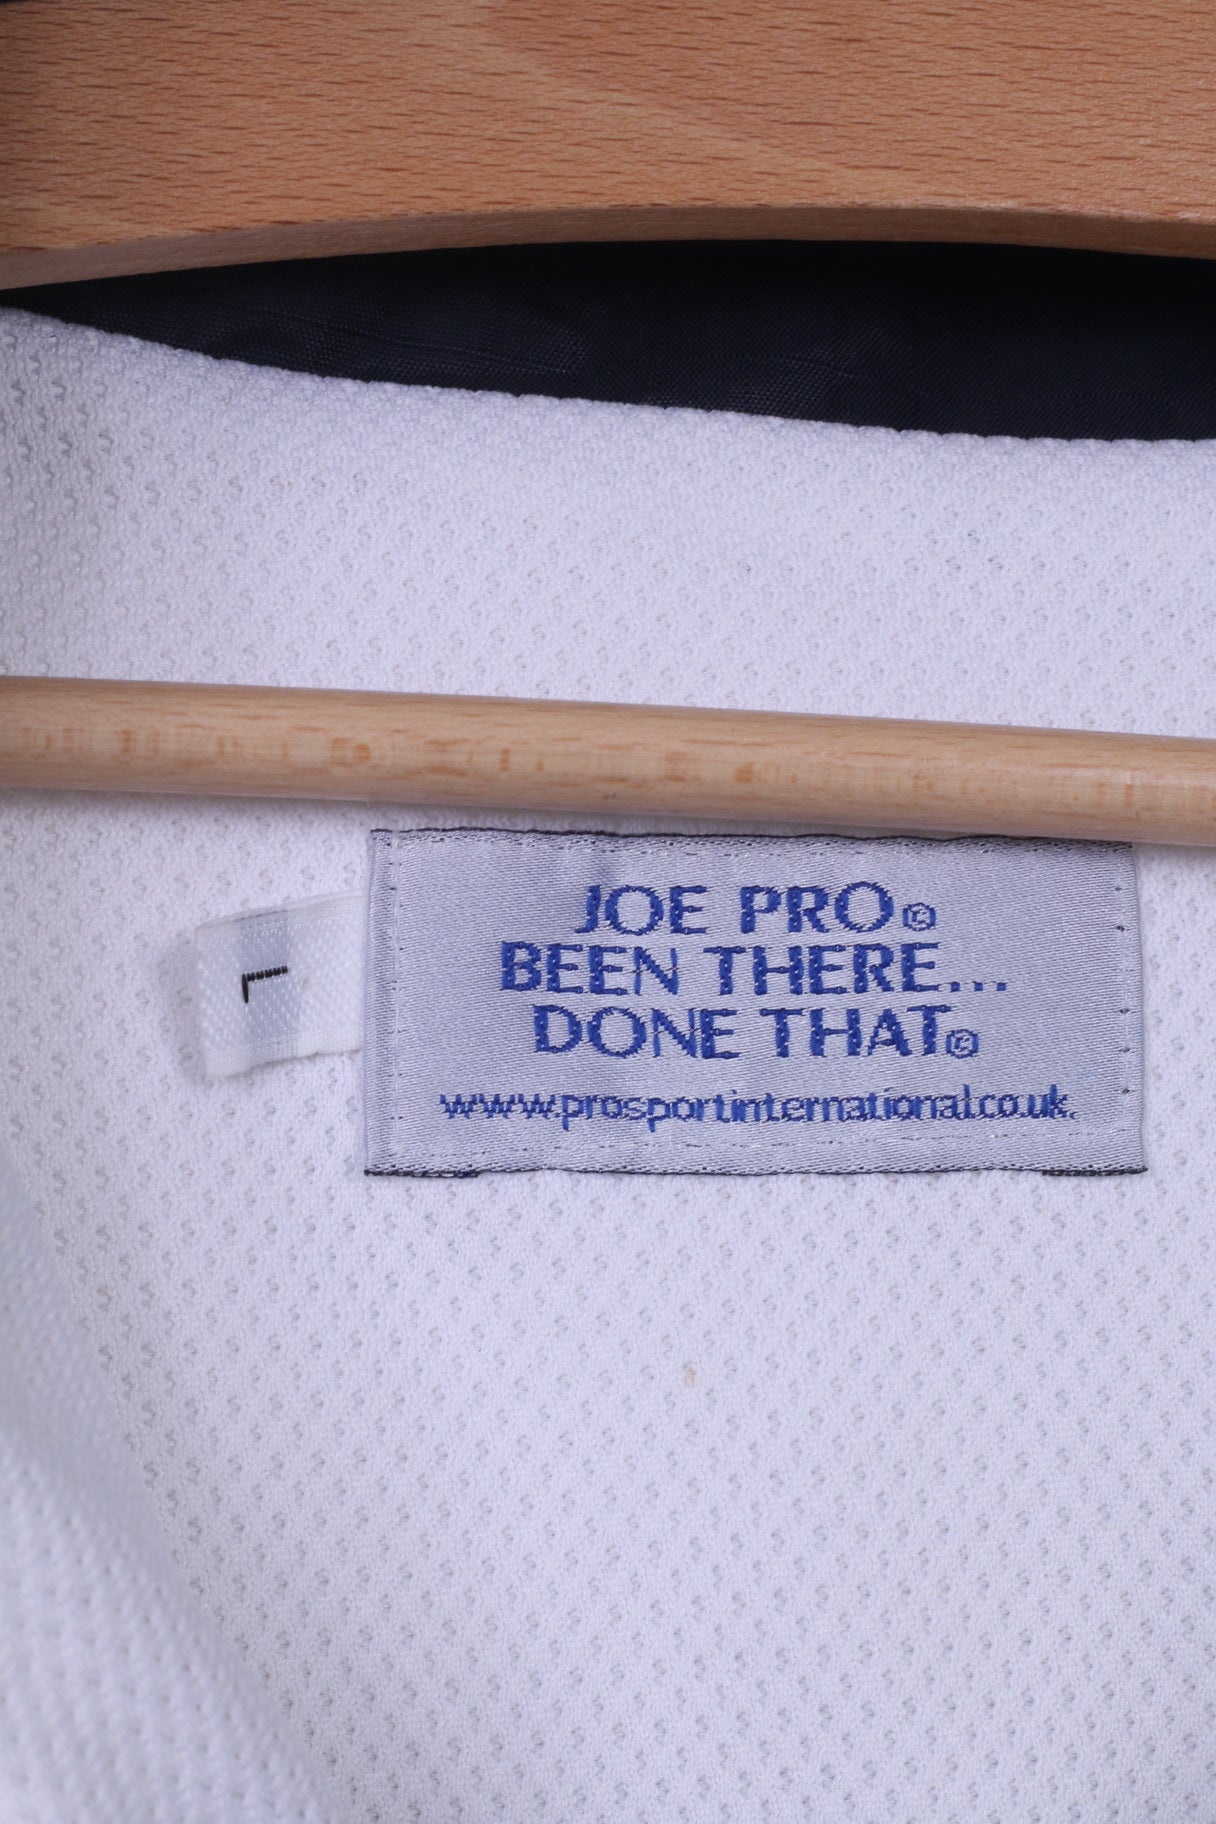 L
JOE PRO©
BEEN THERE...
DONE THAT©
www.prosportinternational.co.uk.